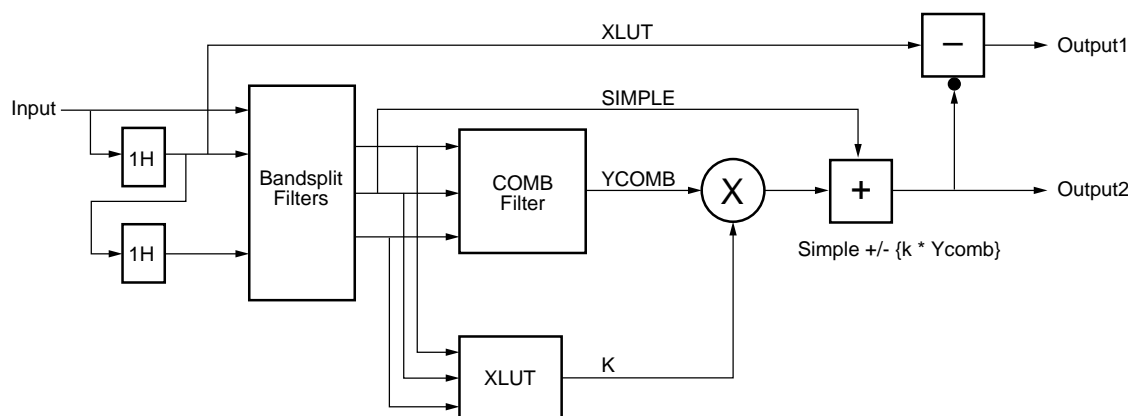 XLUT
−
Output1
Input
SIMPLE
1H
Bandsplit
Filters
COMB
Filter
YCOMB
X
+
Output2
1H
Simple +/- {k * Ycomb}
XLUT
K